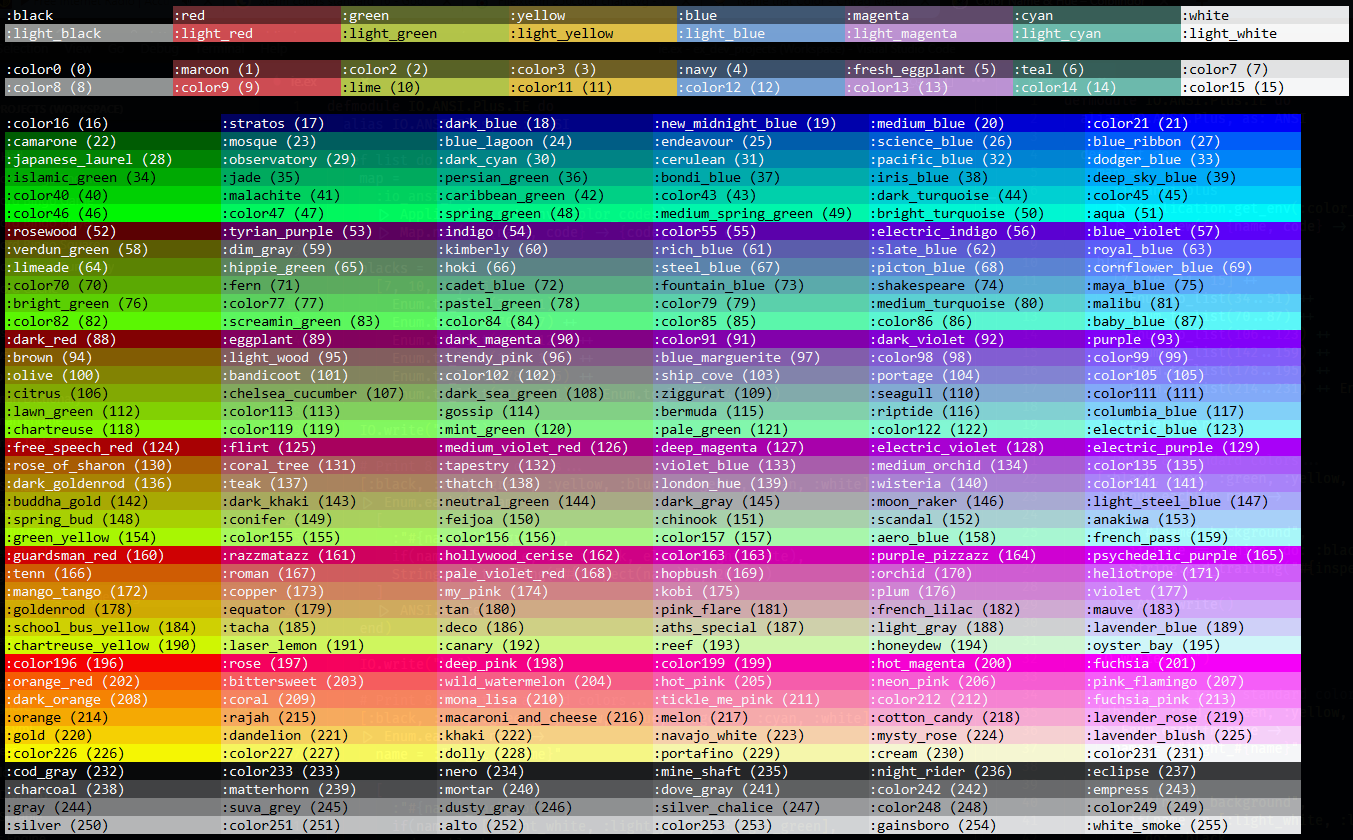 :black :red :green :yellow :blue :magenta :cyan :white
:light_black :light_red :light_green :light_yellow :light_blue :light_magenta :light_cyan :light_white
:color0 (0) :maroon (1) :color2 (2) :color3 (3) :navy (4) :fresh_eggplant (5) :teal (6) :color7 (7)
:color8 (8) :color9 (9) :lime (10) :color11 (11) :color12 (12) :color13 (13) :color14 (14) :color15 (15)
:color16 (16) :stratos (17) :dark_blue (18) :new_midnight_blue (19) :medium_blue (20) :color21 (21)
:camarone (22) :mosque (23) :blue_lagoon (24) :endeavour (25) :science_blue (26) :blue_ribbon (27)
:japanese_laurel (28) :observatory (29) :dark_cyan (30) :cerulean (31) :pacific_blue (32) :dodger_blue (33)
:islamic_green (34) :jade (35) :persian_green (36) :bondi_blue (37) :iris_blue (38) :deep_sky_blue (39)
:color40 (40) :malachite (41) :caribbean_green (42) :color43 (43) :dark_turquoise (44) :color45 (45)
:color46 (46) :color47 (47) :spring_green (48) :medium_spring_green (49) :bright_turquoise (50) :aqua (51)
:rosewood (52) :tyrian_purple (53) :indigo (54) :color55 (55) :electric_indigo (56) :blue_violet (57)
:verdun_green (58) :dim_gray (59) :kimberly (60) :rich_blue (61) :slate_blue (62) :royal_blue (63)
:limeade (64) :hippie_green (65) :hoki (66) :steel_blue (67) :picton_blue (68) :cornflower_blue (69)
:color70 (70) :fern (71) :cadet_blue (72) :fountain_blue (73) :shakespeare (74) :maya_blue (75)
:bright_green (76) :color77 (77) :pastel_green (78) :color79 (79) :medium_turquoise (80) :malibu (81)
:color82 (82) :screamin_green (83) :color84 (84) :color85 (85) :color86 (86) :baby_blue (87)
:dark_red (88) :eggplant (89) :dark_magenta (90) :color91 (91) :dark_violet (92) :purple (93)
:brown (94) :light_wood (95) :trendy_pink (96) :blue_marguerite (97) :color98 (98) :color99 (99)
:olive (100) :bandicoot (101) :color102 (102) :ship_cove (103) :portage (104) :color105 (105)
:citrus (106) :chelsea_cucumber (107) :dark_sea_green (108) :ziggurat (109) :seagull (110) :color111 (111)
:lawn_green (112) :color113 (113) :gossip (114) :bermuda (115) :riptide (116) :columbia_blue (117)
:chartreuse (118) :color119 (119) :mint_green (120) :pale_green (121) :color122 (122) :electric_blue (123)
:free_speech_red (124) :flirt (125) :medium_violet_red (126) :deep_magenta (127) :electric_violet (128) :electric_purple (129)
:rose_of_sharon (130) :coral_tree (131) :tapestry (132) :violet_blue (133) :medium_orchid (134) :color135 (135)
:dark_goldenrod (136) :teak (137) :thatch (138) :london_hue (139) :wisteria (140) :color141 (141)
:buddha_gold (142) :dark_khaki (143) :neutral_green (144) :dark_gray (145) :moon_raker (146) :light_steel_blue (147)
:spring_bud (148) :conifer (149) :feijoa (150) :chinook (151) :scandal (152) :anakiwa (153)
:green_yellow (154) :color155 (155) :color156 (156) :color157 (157) :aero_blue (158) :french_pass (159)
:guardsman_red (160) :razzmatazz (161) :hollywood_cerise (162) :color163 (163) :purple_pizzazz (164) :psychedelic_purple (165)
:tenn (166) :roman (167) :pale_violet_red (168) :hopbush (169) :orchid (170) :heliotrope (171)
:mango_tango (172) :copper (173) :my_pink (174) :kobi (175) :plum (176) :violet (177)
:goldenrod (178) :equator (179) :tan (180) :pink_flare (181) :french_lilac (182) :mauve (183)
:school_bus_yellow (184) :tacha (185) :deco (186) :aths_special (187) :light_gray (188) :lavender_blue (189)
:chartreuse_yellow (190) :laser_lemon (191) :canary (192) :reef (193) :honeydew (194) :oyster_bay (195)
:color196 (196) :rose (197) :deep_pink (198) :color199 (199) :hot_magenta (200) :fuchsia (201)
:orange_red (202) :bittersweet (203) :wild_watermelon (204) :hot_pink (205) :neon_pink (206) :pink_flamingo (207)
:dark_orange (208) :coral (209) :mona_lisa (210) :tickle_me_pink (211) :color212 (212) :fuchsia_pink (213)
:orange (214) :rajah (215) :macaroni_and_cheese (216) :melon (217) :cotton_candy (218) :lavender_rose (219)
:gold (220) :dandelion (221) :khaki (222) :navajo_white (223) :mysty_rose (224) :lavender_blush (225)
:color226 (226) :color227 (227) :dolly (228) :portafino (229) :cream (230) :color231 (231)
:cod_gray (232) :color233 (233) :nero (234) :mine_shaft (235) :night_rider (236) :eclipse (237)
:charcoal (238) :matterhorn (239) :mortar (240) :dove_gray (241) :color242 (242) :empress (243)
:gray (244) :suva_grey (245) :dusty_gray (246) :silver_chalice (247) :color248 (248) :color249 (249)
:silver (250) :color251 (251) :alto (252) :color253 (253) :gainsboro (254) :white_smoke (255)